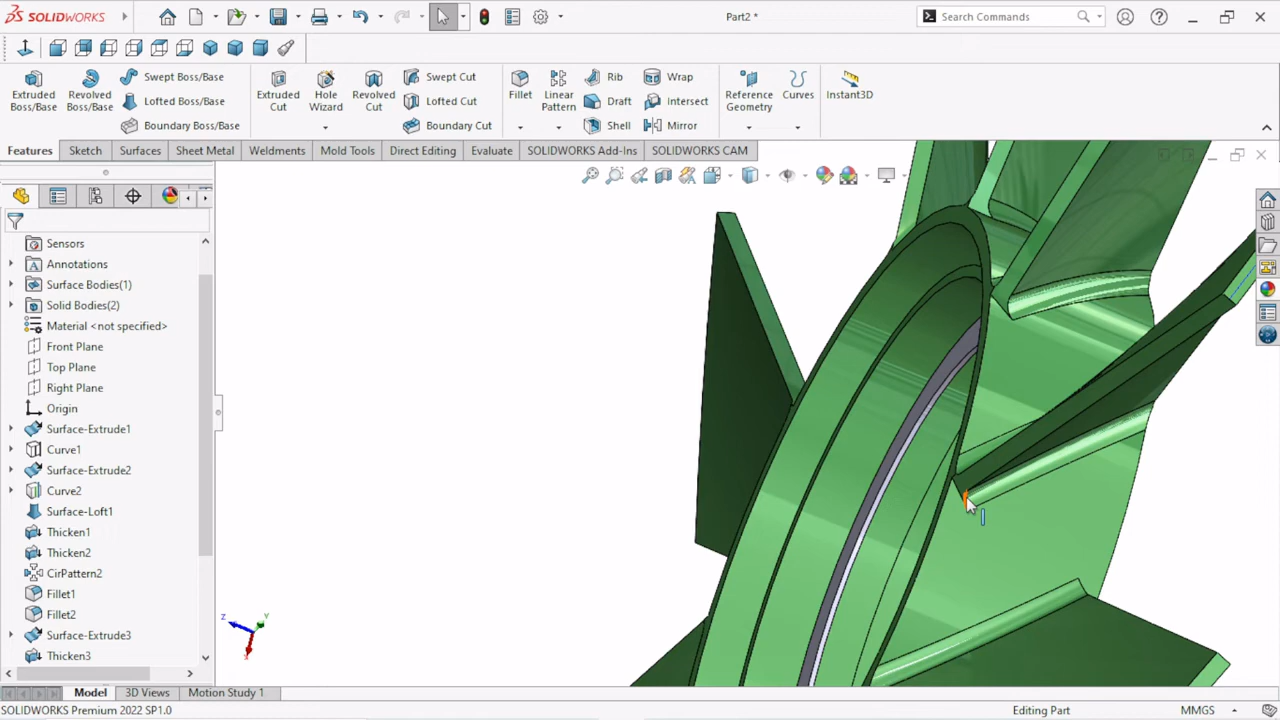 SOLIDWORKS
Part2 *
Search Commands
Extruded Boss/Base
Revolved Boss/Base
Swept Boss/Base
Lofted Boss/Base
Boundary Boss/Base
Extruded Cut
Hole Wizard
Revolved Cut
Swept Cut
Lofted Cut
Boundary Cut
Fillet
Linear Pattern
Rib
Draft
Shell
Wrap
Intersect
Mirror
Reference Geometry
Curves
Instant3D
Features Sketch Surfaces Sheet Metal Weldments Mold Tools Direct Editing Evaluate SOLIDWORKS Add-Ins SOLIDWORKS CAM
Sensors
Annotations
Surface Bodies(1)
Solid Bodies(2)
Material <not specified>
Front Plane
Top Plane
Right Plane
Origin
Surface-Extrude1
Curve1
Surface-Extrude2
Curve2
Surface-Loft1
Thicken1
Thicken2
CirPattern2
Fillet1
Fillet2
Surface-Extrude3
Thicken3
Z
Y
X
Model 3D Views Motion Study 1
SOLIDWORKS Premium 2022 SP1.0 Editing Part MMGS